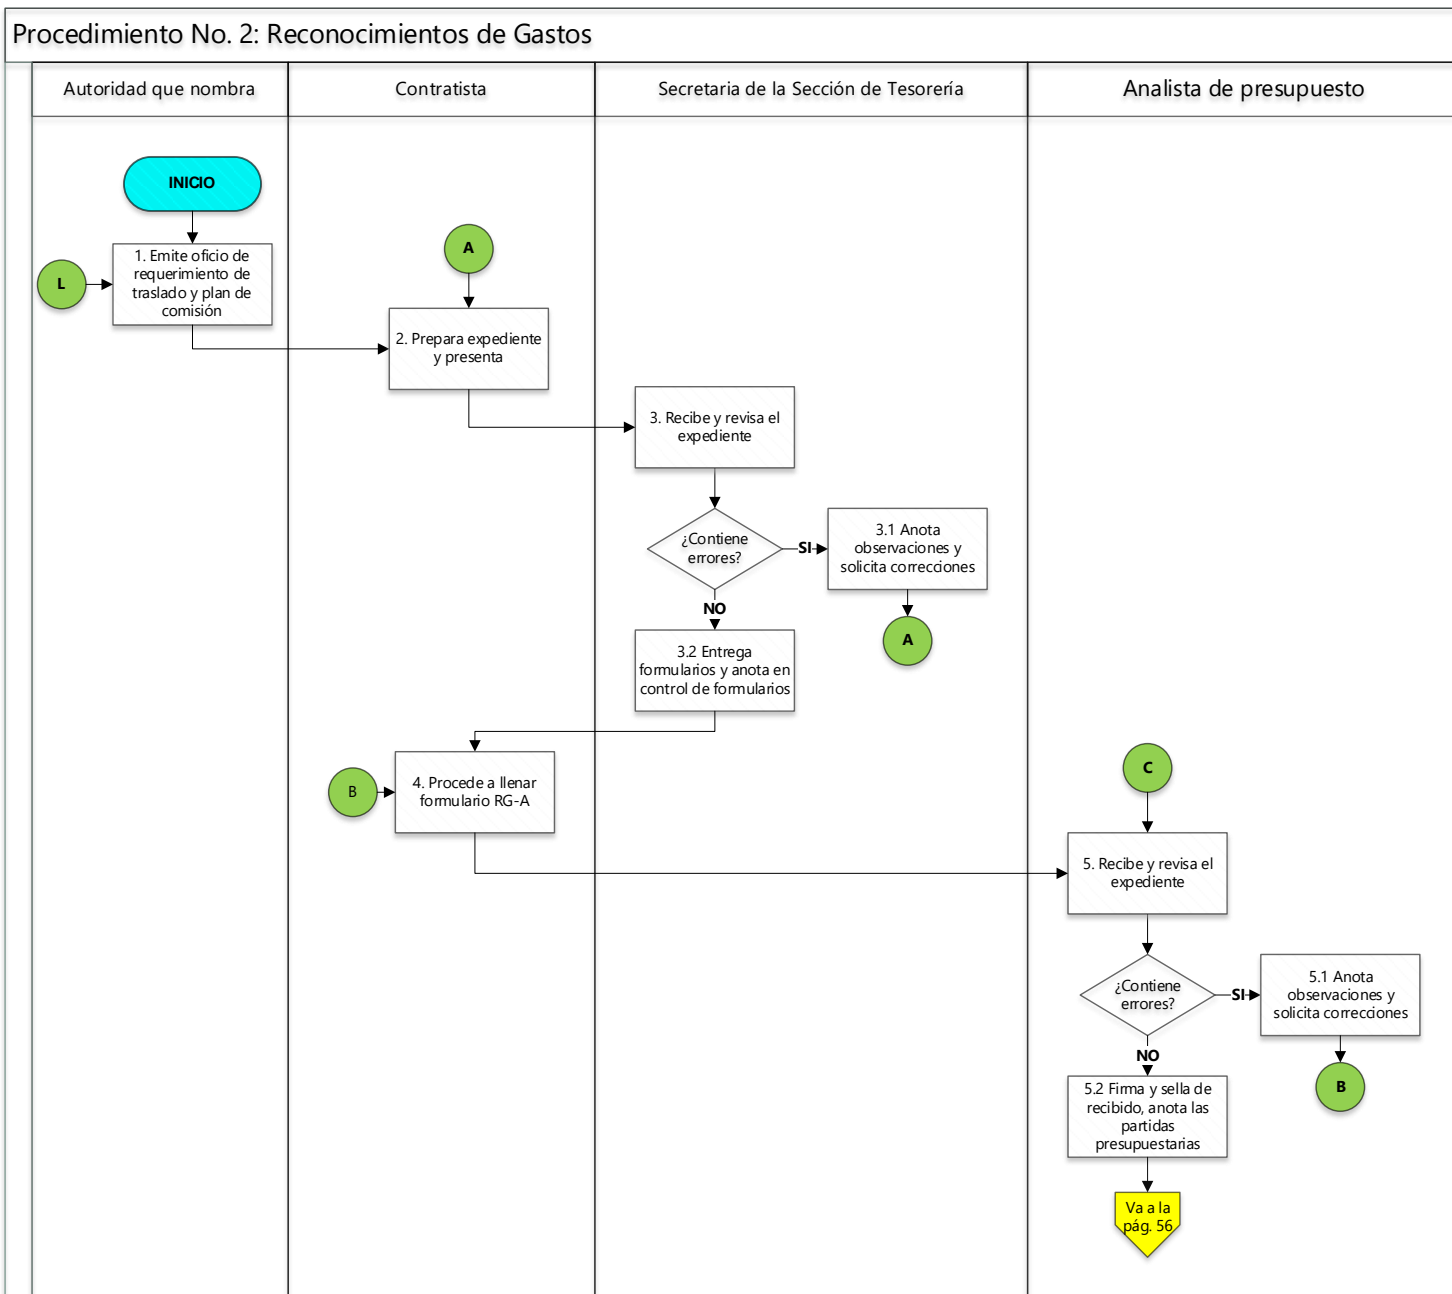 Procedimiento No. 2: Reconocimientos de Gastos
Autoridad que nombra
Contratista
Secretaria de la Sección de Tesorería
Analista de presupuesto
INICIO
L
1. Emite oficio de
requerimiento de
traslado y plan de
comisión
A
2. Prepara expediente
y presenta
3. Recibe y revisa el
expediente
¿Contiene
errores?
SI
3.1 Anota
observaciones y
solicita correcciones
A
NO
3.2 Entrega
formularios y anota en
control de formularios
B
4. Procede a llenar
formulario RG-A
C
5. Recibe y revisa el
expediente
¿Contiene
errores?
SI
5.1 Anota
observaciones y
solicita correcciones
B
NO
5.2 Firma y sella de
recibido, anota las
partidas
presupuestarias
Va a la
pág. 56